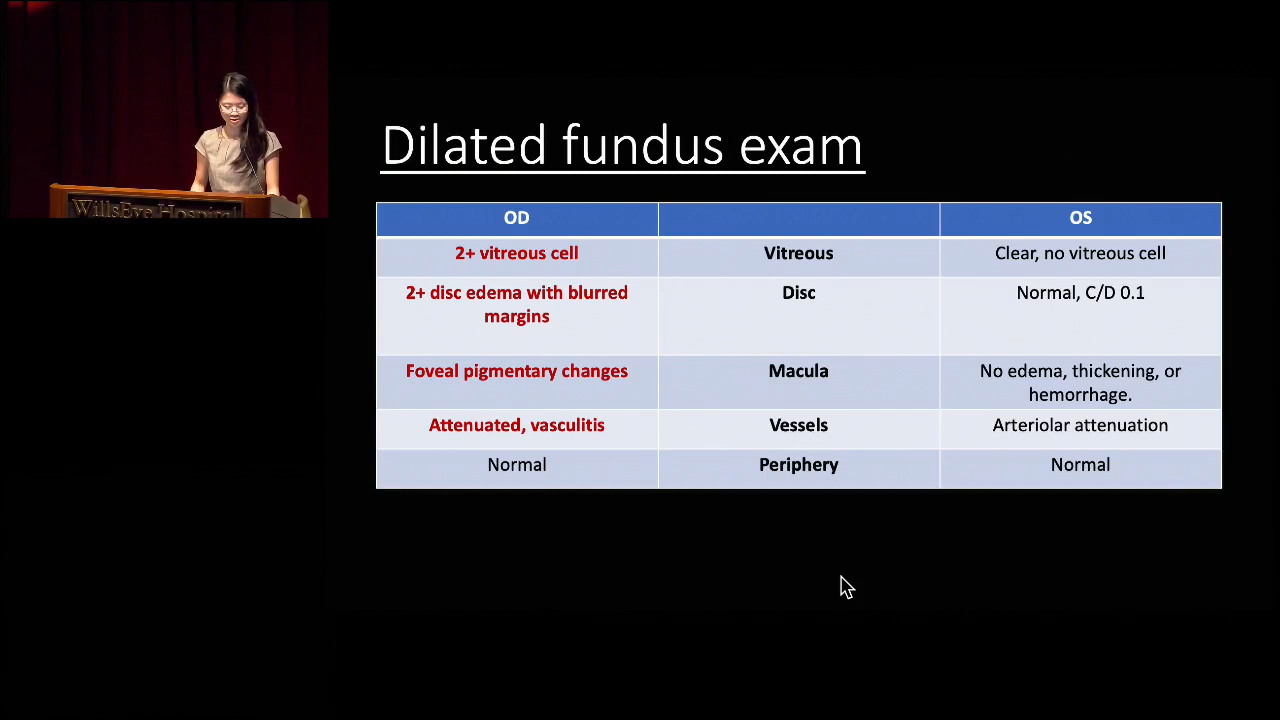 Dilated fundus exam
OD OS
2+ vitreous cell Vitreous Clear, no vitreous cell
2+ disc edema with blurred Disc Normal, C/D 0.1
margins
Foveal pigmentary changes Macula No edema, thickening, or
hemorrhage.
Attenuated, vasculitis Vessels Arteriolar attenuation
Normal Periphery Normal
WillsEye Hospital